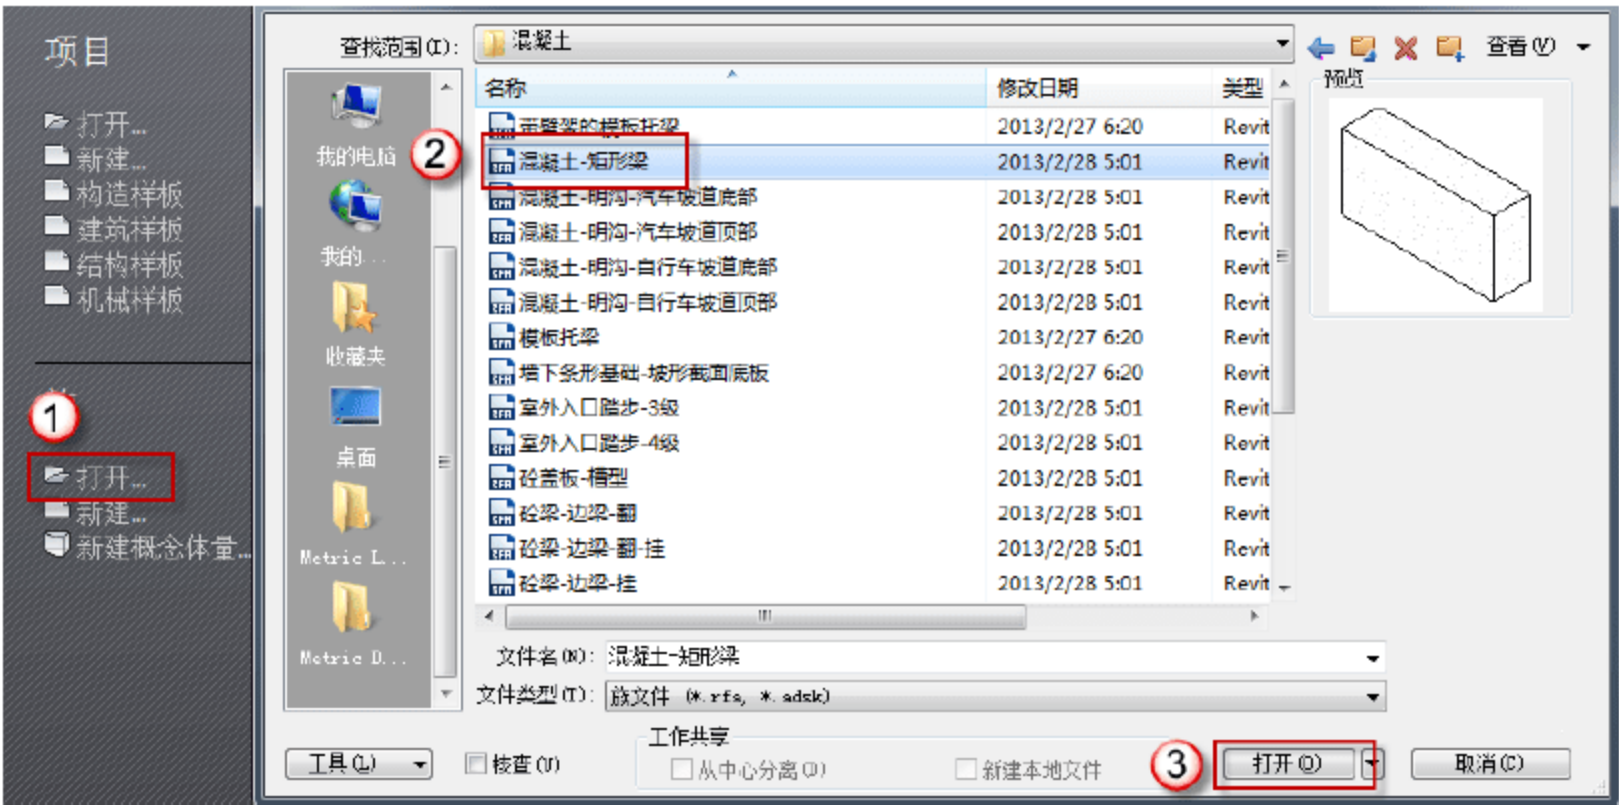 项目
打开...
新建...
构造样板
建筑样板
结构样板
机械样板
1
打开...
新建...
新建概念体量...
查找范围(I):
混凝土
查看(V)
我的电脑
我的...
收藏夹
桌面
Metric L...
Metric D...
名称 修改日期 类型
带臂架的模板托梁 2013/2/27 6:20 Revit
2
混凝土-矩形梁 2013/2/28 5:01 Revit
混凝土-明沟-汽车坡道底部 2013/2/28 5:01 Revit
混凝土-明沟-汽车坡道顶部 2013/2/28 5:01 Revit
混凝土-明沟-自行车坡道底部 2013/2/28 5:01 Revit
混凝土-明沟-自行车坡道顶部 2013/2/28 5:01 Revit
模板托梁 2013/2/27 6:20 Revit
墙下条形基础-坡形截面底板 2013/2/27 6:20 Revit
室外入口踏步-3级 2013/2/28 5:01 Revit
室外入口踏步-4级 2013/2/28 5:01 Revit
砼盖板-槽型 2013/2/28 5:01 Revit
砼梁-边梁-翻 2013/2/28 5:01 Revit
砼梁-边梁-翻-挂 2013/2/28 5:01 Revit
砼梁-边梁-挂 2013/2/28 5:01 Revit
预览
文件名(N): 混凝土-矩形梁
文件类型(T): 族文件 (*.rfa, *.adsk)
工具(L)
核查(V)
工作共享
从中心分离(D)
新建本地文件
3
打开(O)
取消(C)